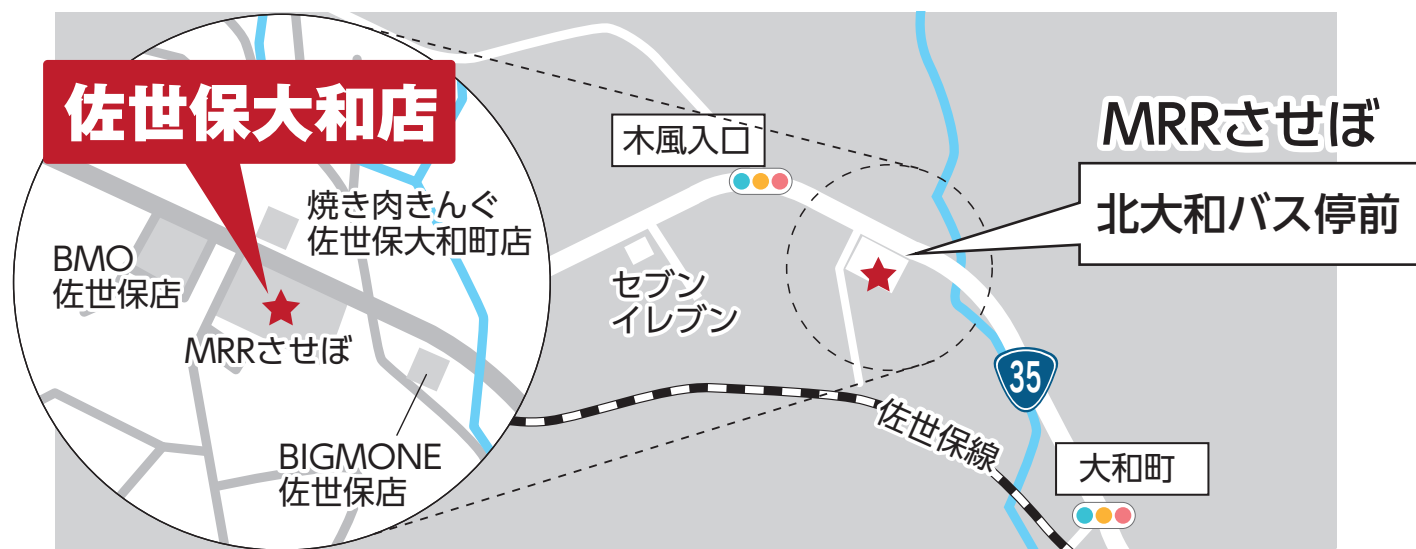 佐世保大和店
焼き肉きんぐ
佐世保大和町店
BMO
佐世保店
MRRさせぼ
BIGMONE
佐世保店
木風入口
セブン
イレブン
MRRさせぼ
北大和バス停前
35
佐世保線
大和町